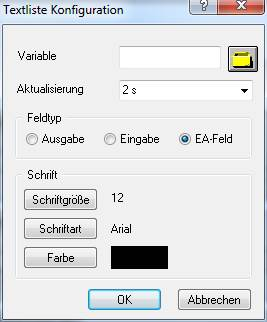 Textliste Konfiguration
Variable
Aktualisierung 2 s
Feldtyp
Ausgabe Eingabe EA-Feld
Schrift
Schriftgröße 12
Schriftart Arial
Farbe
OK Abbrechen